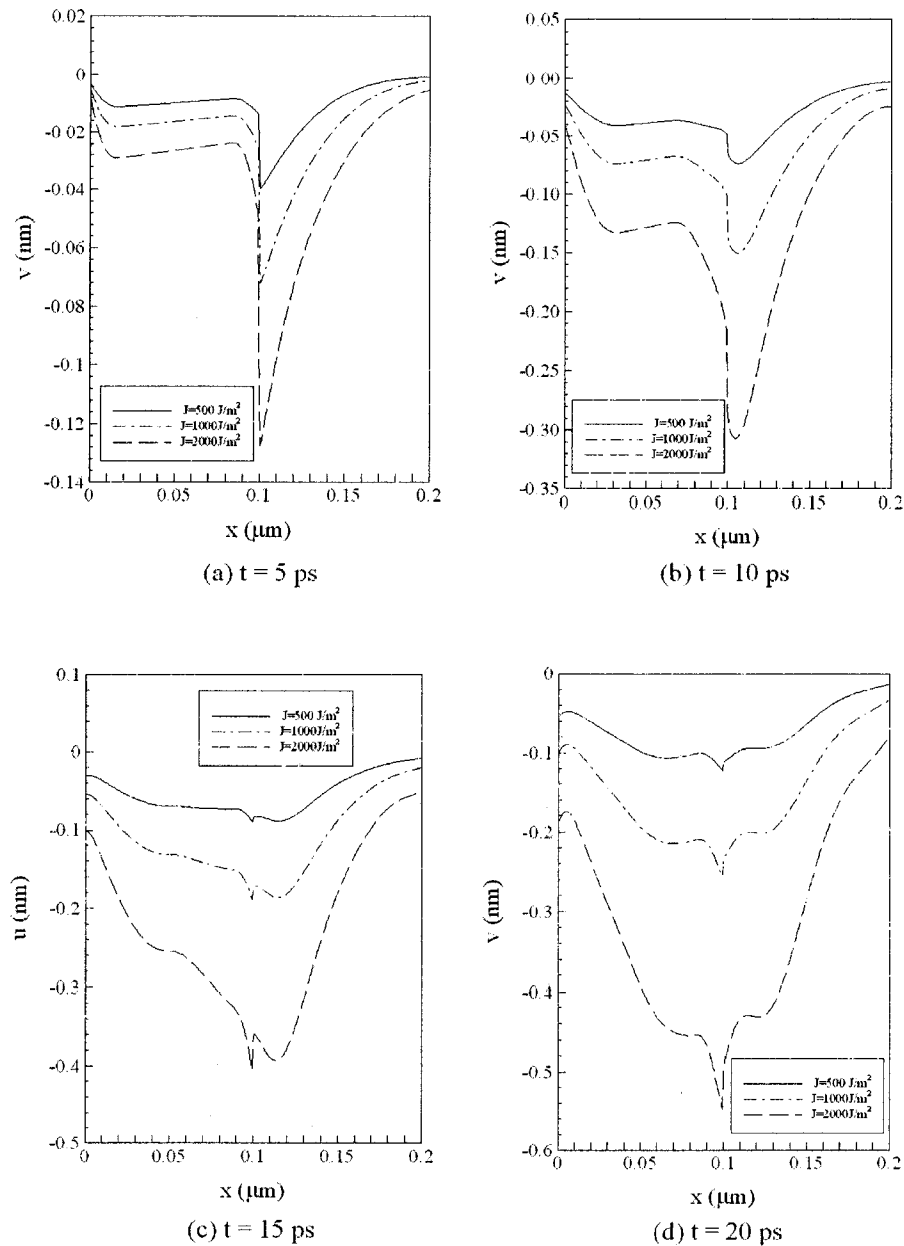 0.02
0
-0.02
-0.04
-0.06
-0.08
-0.1
-0.12
-0.14
v (nm)
J=500 J/m²
J=1000J/m²
J=2000J/m²
0 0.05 0.1 0.15 0.2
x (μm)
(a) t = 5 ps
0.05
0.00
-0.05
-0.10
-0.15
-0.20
-0.25
-0.30
-0.35
v (nm)
J=500 J/m²
J=1000J/m²
J=2000J/m²
0 0.05 0.1 0.15 0.2
x (μm)
(b) t = 10 ps
0.1
0
-0.1
-0.2
-0.3
-0.4
-0.5
u (nm)
J=500 J/m²
J=1000J/m²
J=2000J/m²
0 0.05 0.1 0.15 0.2
x (μm)
(c) t = 15 ps
0
-0.1
-0.2
-0.3
-0.4
-0.5
-0.6
v (nm)
J=500 J/m²
J=1000J/m²
J=2000J/m²
0 0.05 0.1 0.15 0.2
x (μm)
(d) t = 20 ps